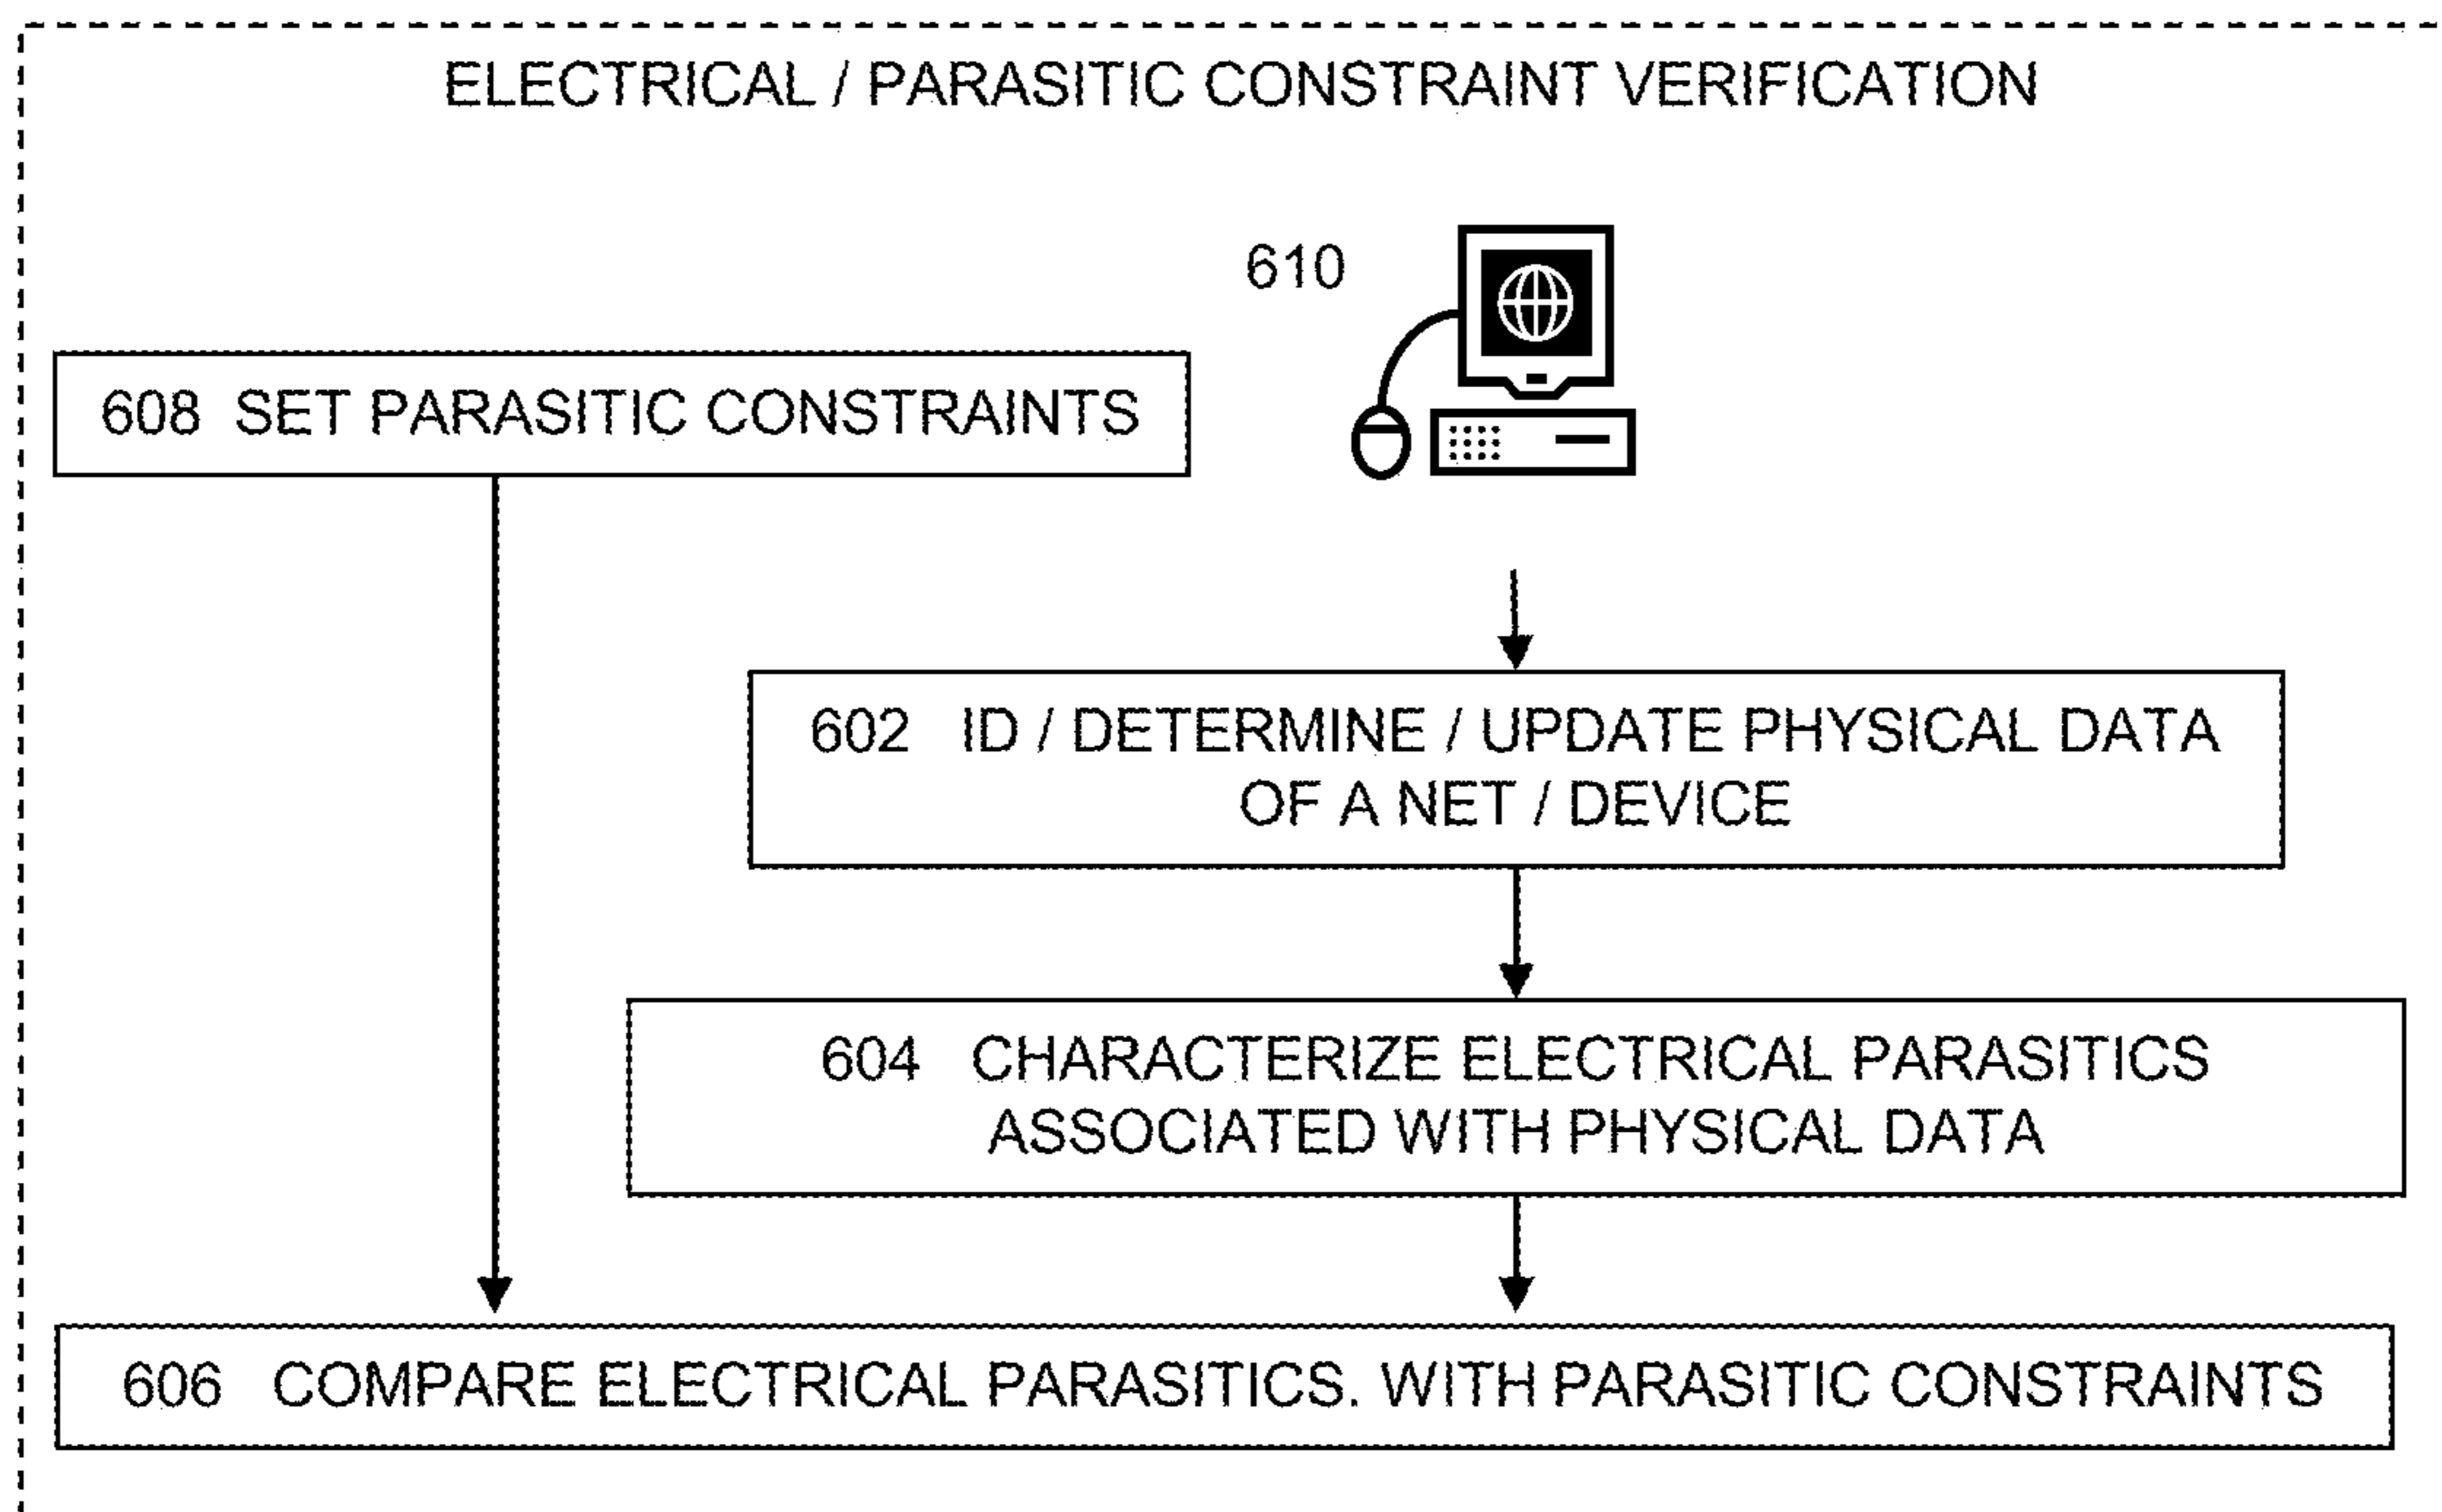 ELECTRICAL / PARASITIC CONSTRAINT VERIFICATION
610
608 SET PARASITIC CONSTRAINTS
602 ID / DETERMINE / UPDATE PHYSICAL DATA
OF A NET / DEVICE
604 CHARACTERIZE ELECTRICAL PARASITICS
ASSOCIATED WITH PHYSICAL DATA
606 COMPARE ELECTRICAL PARASITICS. WITH PARASITIC CONSTRAINTS